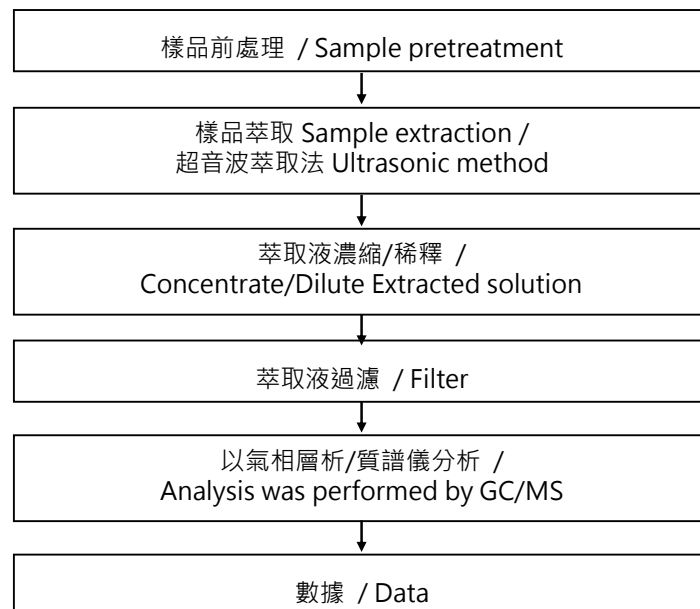 樣品前處理 / Sample pretreatment
樣品萃取 Sample extraction /
超音波萃取法 Ultrasonic method
萃取液濃縮/稀釋 /
Concentrate/Dilute Extracted solution
萃取液過濾 / Filter
以氣相層析/質譜儀分析 /
Analysis was performed by GC/MS
數據 / Data